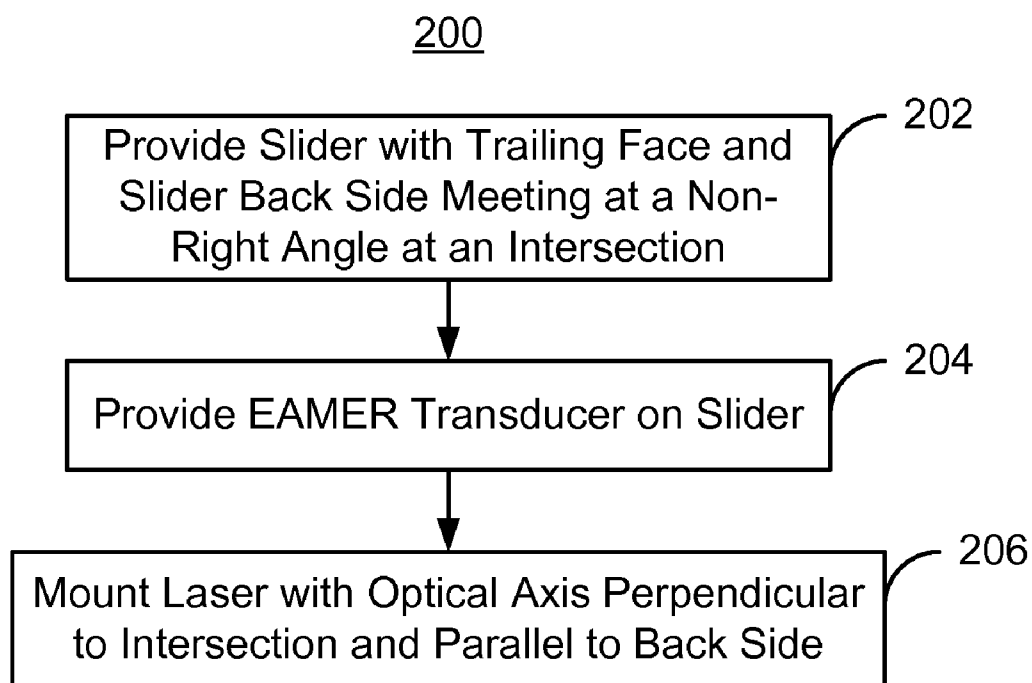 200
202
Provide Slider with Trailing Face and
Slider Back Side Meeting at a Non-
Right Angle at an Intersection
204
Provide EAMER Transducer on Slider
206
Mount Laser with Optical Axis Perpendicular
to Intersection and Parallel to Back Side